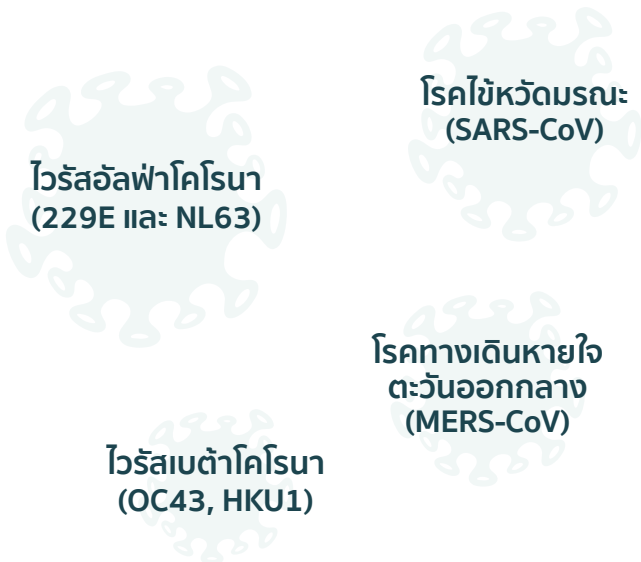 โรคไข้หวัดมรณะ
(SARS-CoV)
ไวรัสอัลฟ่าโคโรนา
(229E และ NL63)
โรคทางเดินหายใจ
ตะวันออกกลาง
(MERS-CoV)
ไวรัสเบต้าโคโรนา
(OC43, HKU1)